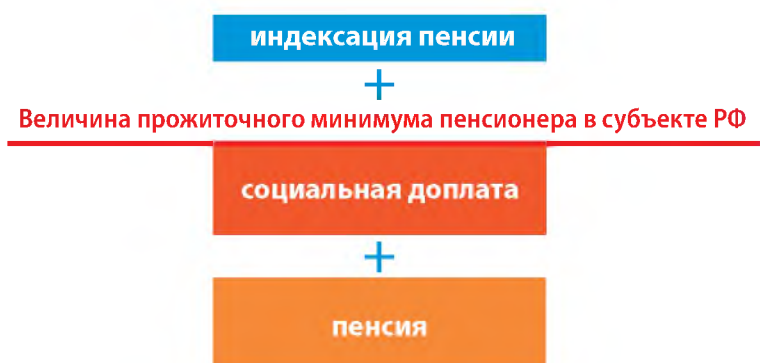 индексация пенсии
+
Величина прожиточного минимума пенсионера в субъекте РФ
социальная доплата
+
пенсия